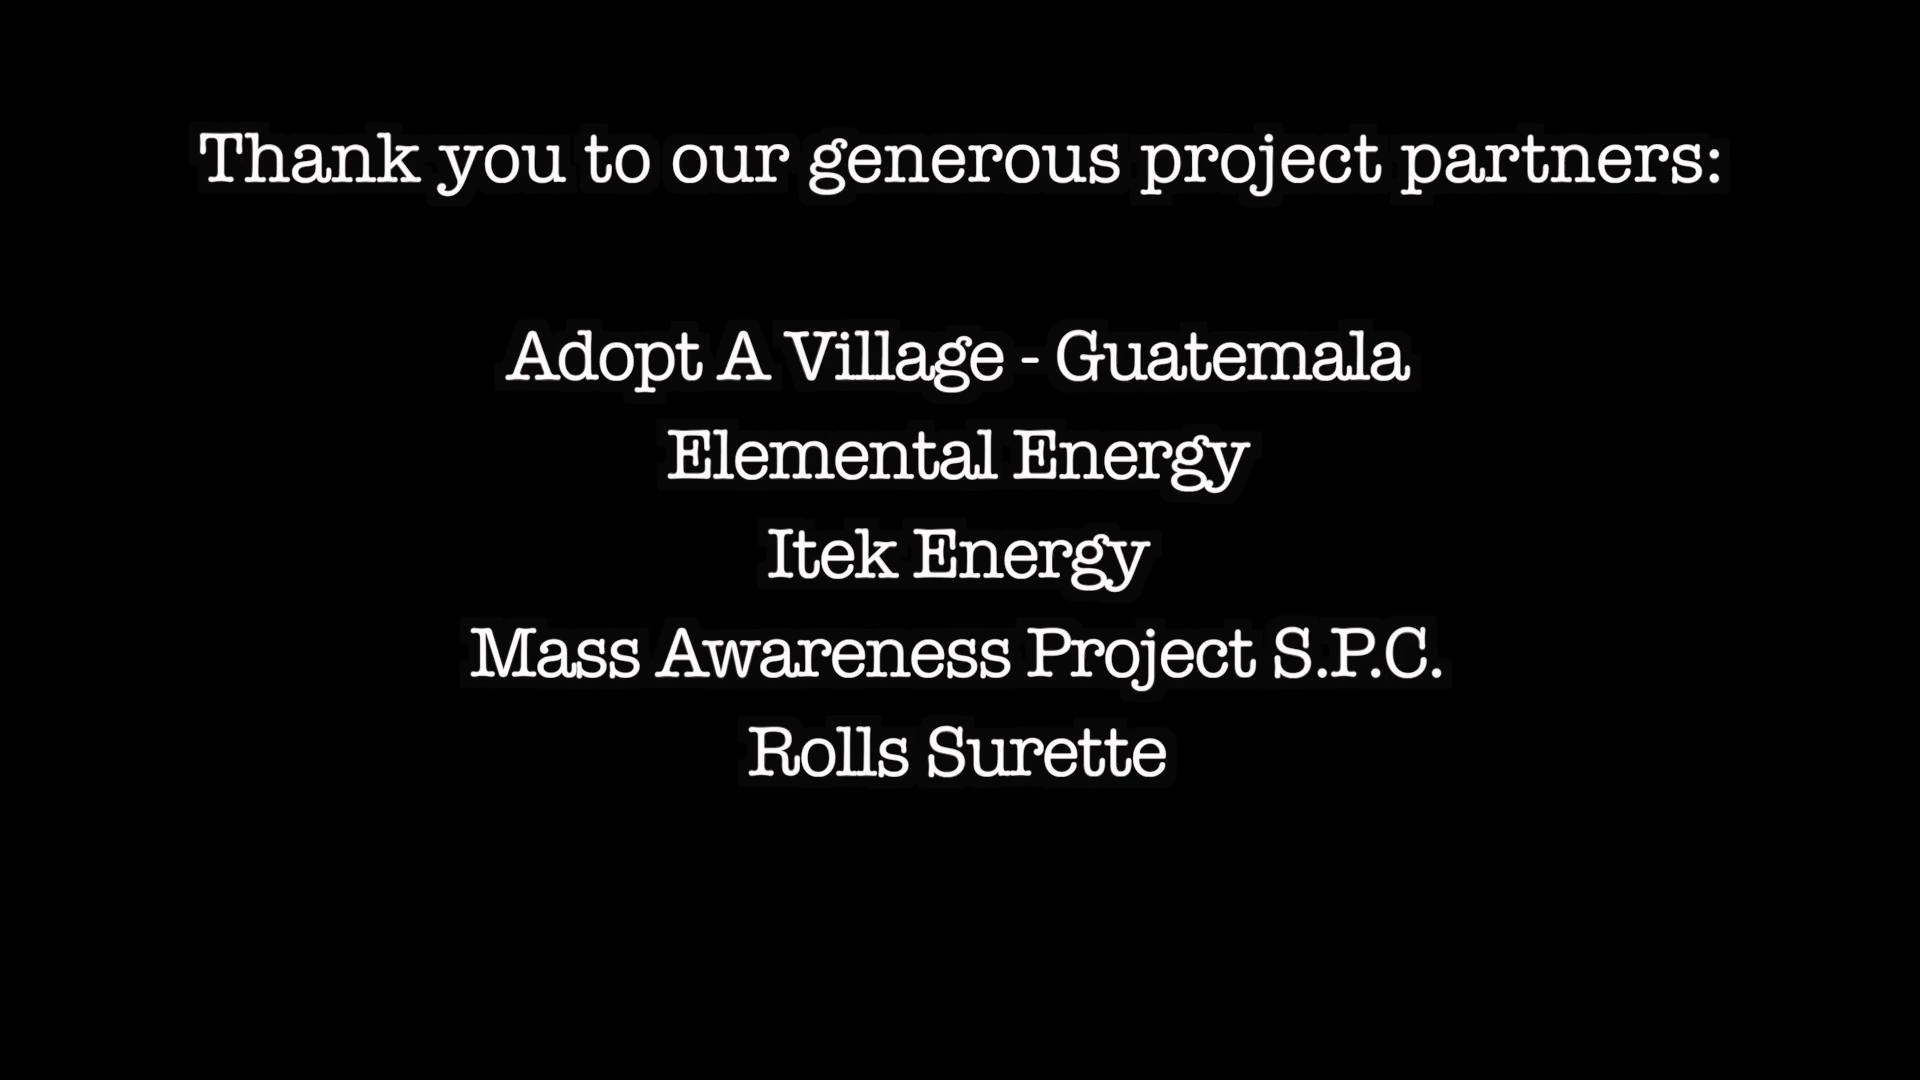 Thank you to our generous project partners:
Adopt A Village - Guatemala
Elemental Energy
Itek Energy
Mass Awareness Project S.P.C.
Rolls Surette